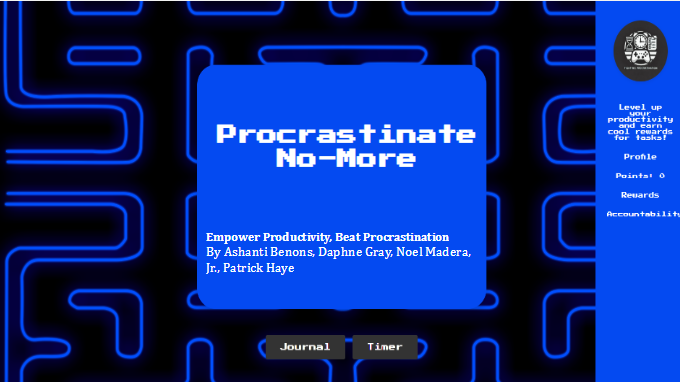 Procrastinate
No-More
Empower Productivity, Beat Procrastination
By Ashanti Benons, Daphne Gray, Noel Madera,
Jr., Patrick Haye
Journal
Timer
Level up
your
productivity
and earn
cool rewards
for tasks!
Profile
Points: 0
Rewards
Accountability